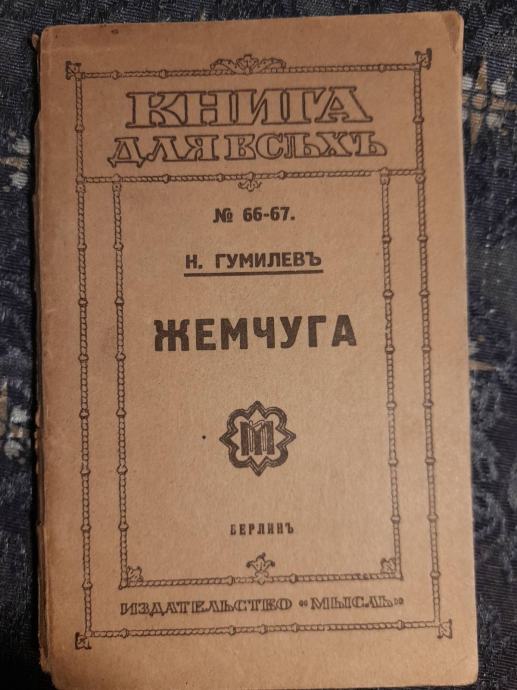 КНИГА
ДЛЯ ВСѢХЪ
№ 66-67.
Н. ГУМИЛЕВЪ
ЖЕМЧУГА
М
БЕРЛИНЪ
ИЗДАТЕЛЬСТВО «МЫСЛЬ»